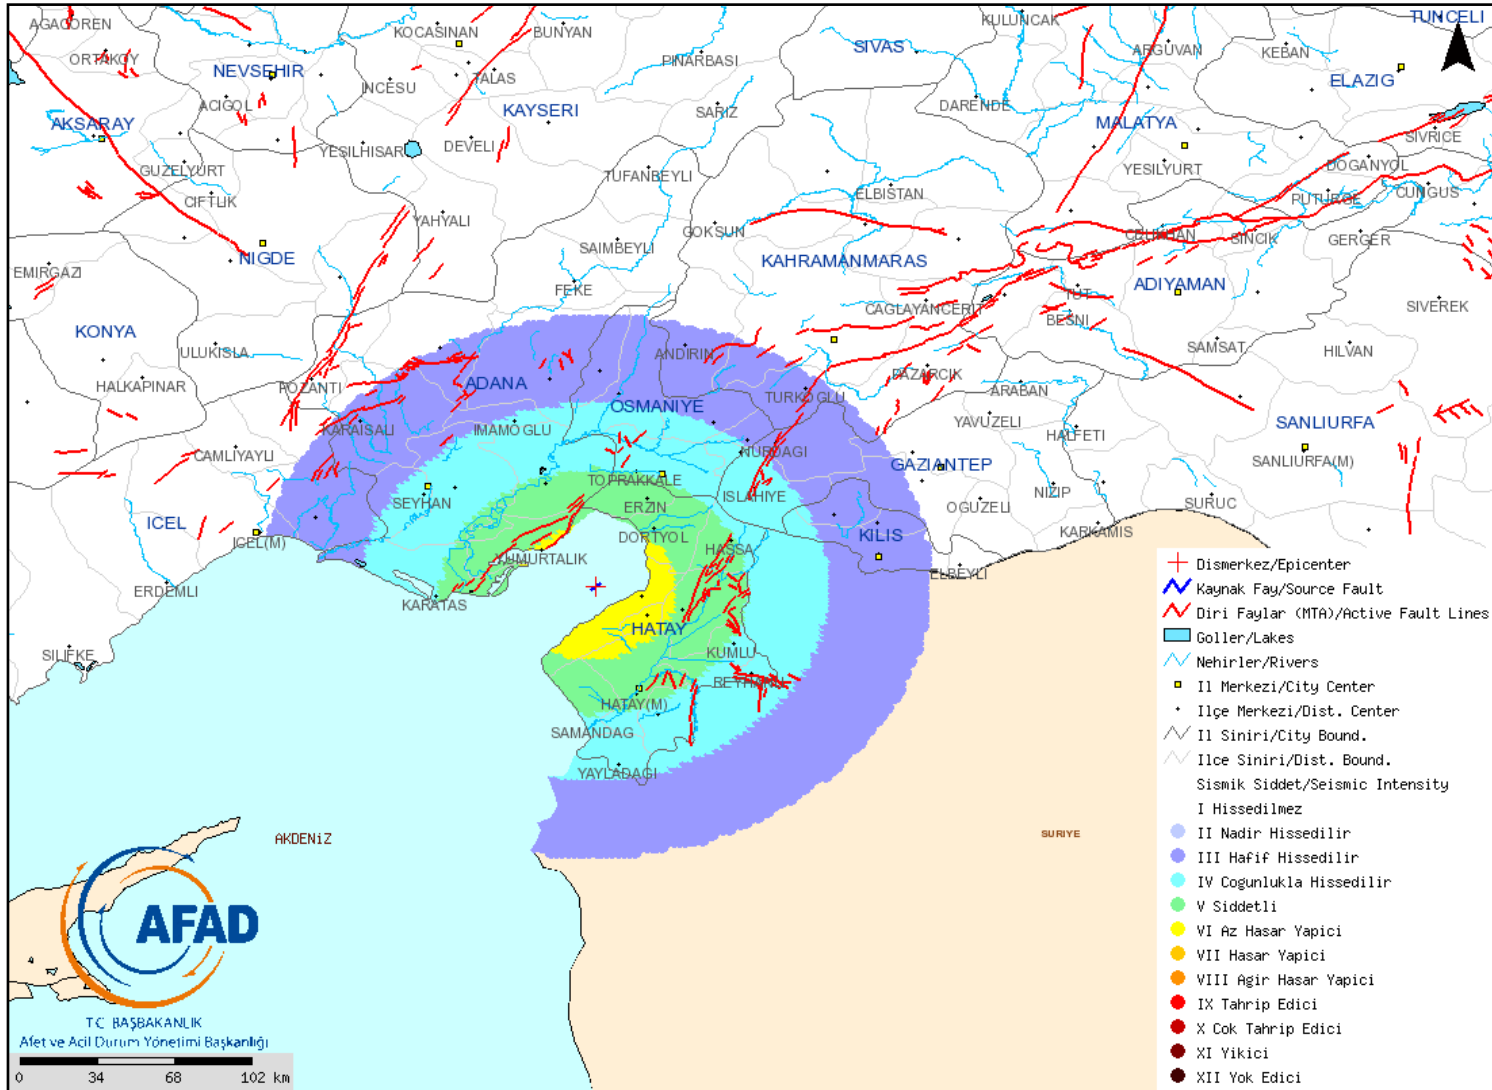 AGACOREN
KOCASINAN
BUNYAN
KULUNCAK
TUNCELI
ORTAKOY
NEVSEHIR
INCESU
TALAS
PINARBASI
SIVAS
ARGUVAN
KEBAN
ELAZIG
ACIGOL
KAYSERI
SARIZ
DARENDE
MALATYA
AKSARAY
YESILHISAR
DEVELI
SIVRICE
GUZELYURT
TUFANBEYLI
YESILYURT
DOGANYOL
CIFTLIK
ELBISTAN
PUTURGE
CUNGUS
YAHYALI
GOKSUN
CELIKHAN
SINCIK
GERGER
NIGDE
SAIMBEYLI
KAHRAMANMARAS
EMIRGAZI
FEKE
TUT
ADIYAMAN
CAGLAYANCERIT
BESNI
SIVEREK
KONYA
ULUKISLA
ANDIRIN
SAMSAT
HILVAN
HALKAPINAR
POZANTI
ADANA
PAZARCIK
ARABAN
OSMANIYE
TURKOGLU
KARAISALI
IMAMOGLU
YAVUZELI
HALFETI
SANLIURFA
CAMLIYAYLI
NURDAGI
GAZIANTEP
SANLIURFA(M)
TOPRAKKALE
ISLAHIYE
NIZIP
SEYHAN
ERZIN
OGUZELI
SURUC
ICEL
ICEL(M)
DORTYOL
KILIS
KARKAMIS
YUMURTALIK
HASSA
ELBEYLI
ERDEMLI
KARATAS
HATAY
SILIFKE
KUMLU
REYHANLI
HATAY(M)
SAMANDAG
YAYLADAGI
AKDENiZ
SURIYE
Dismerkez/Epicenter
Kaynak Fay/Source Fault
Diri Faylar (MTA)/Active Fault Lines
Goller/Lakes
Nehirler/Rivers
Il Merkezi/City Center
Ilçe Merkezi/Dist. Center
Il Siniri/City Bound.
Ilce Siniri/Dist. Bound.
Sismik Siddet/Seismic Intensity
I Hissedilmez
II Nadir Hissedilir
III Hafif Hissedilir
IV Cogunlukla Hissedilir
V Siddetli
VI Az Hasar Yapici
VII Hasar Yapici
VIII Agir Hasar Yapici
IX Tahrip Edici
X Cok Tahrip Edici
XI Yikici
XII Yok Edici
AFAD
T.C. BAŞBAKANLIK
Afet ve Acil Durum Yönetimi Başkanlığı
0 34 68 102 km